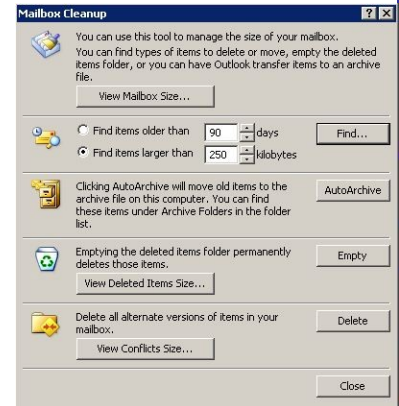 Mailbox Cleanup
You can use this tool to manage the size of your mailbox.
You can find types of items to delete or move, empty the deleted
items folder, or you can have Outlook transfer items to an archive
file.
View Mailbox Size...
Find items older than 90 days Find...
Find items larger than 250 kilobytes
Clicking AutoArchive will move old items to the AutoArchive
archive file on this computer. You can find
these items under Archive Folders in the folder
list.
Emptying the deleted items folder permanently Empty
deletes those items.
View Deleted Items Size...
Delete all alternate versions of items in your Delete
mailbox.
View Conflicts Size...
Close